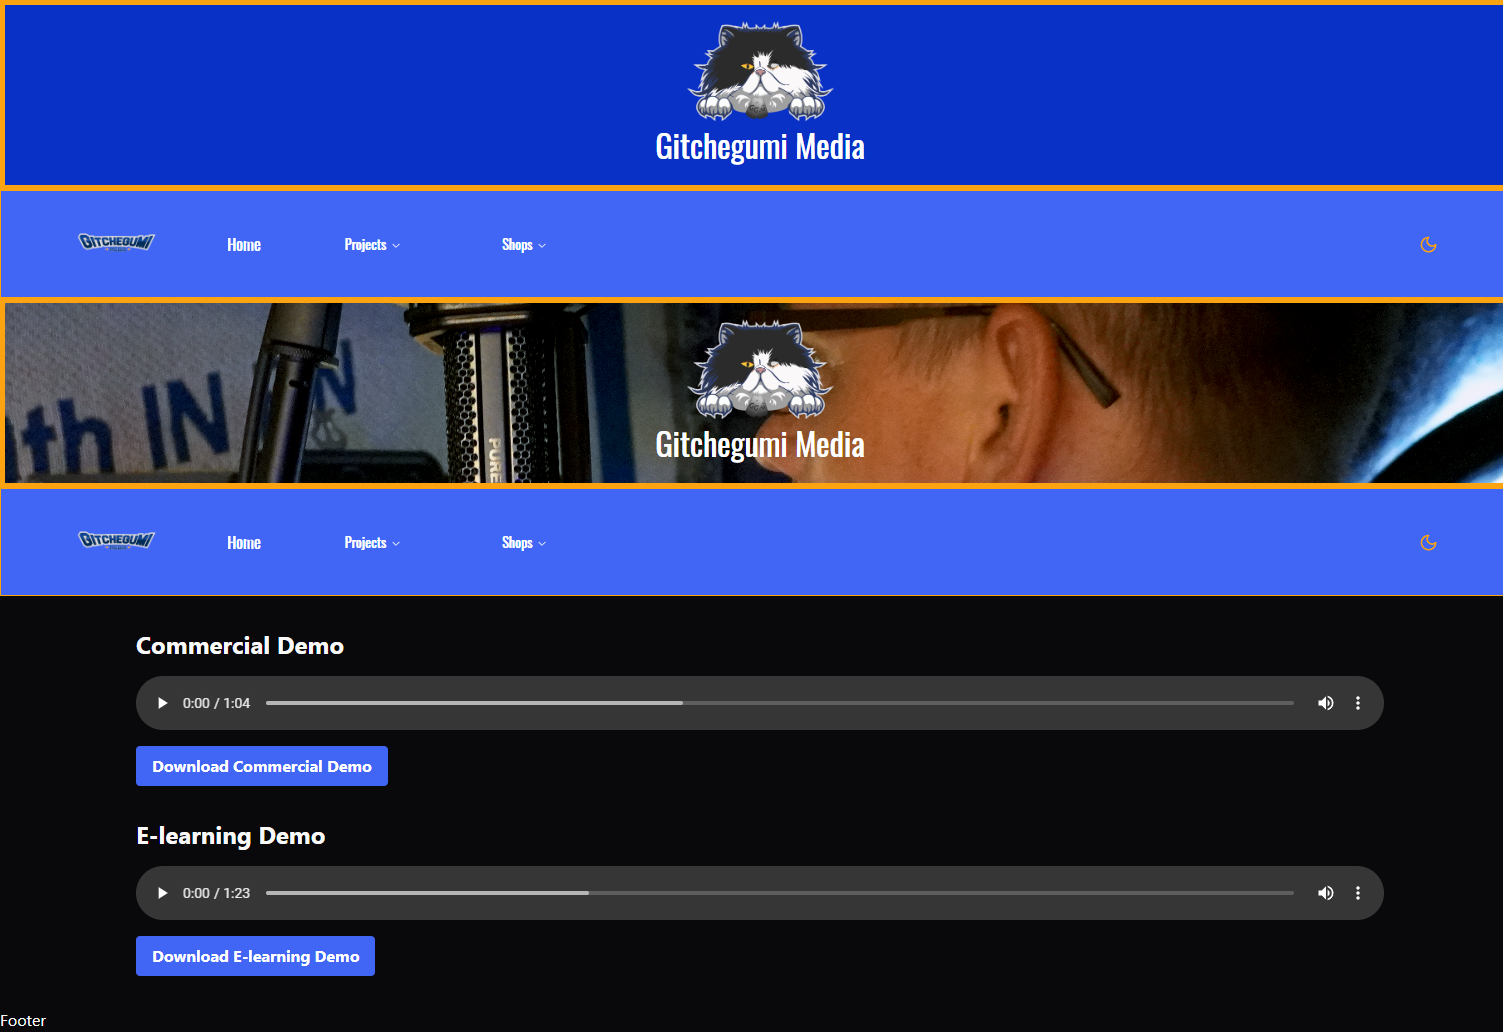 Gitchegumi Media
GITCHEGUMI
Home
Projects
Shops
th IN
N
PURE
Gitchegumi Media
GITCHEGUMI
Home
Projects
Shops
Commercial Demo
0:00 / 1:04
Download Commercial Demo
E-learning Demo
0:00 / 1:23
Download E-learning Demo
Footer